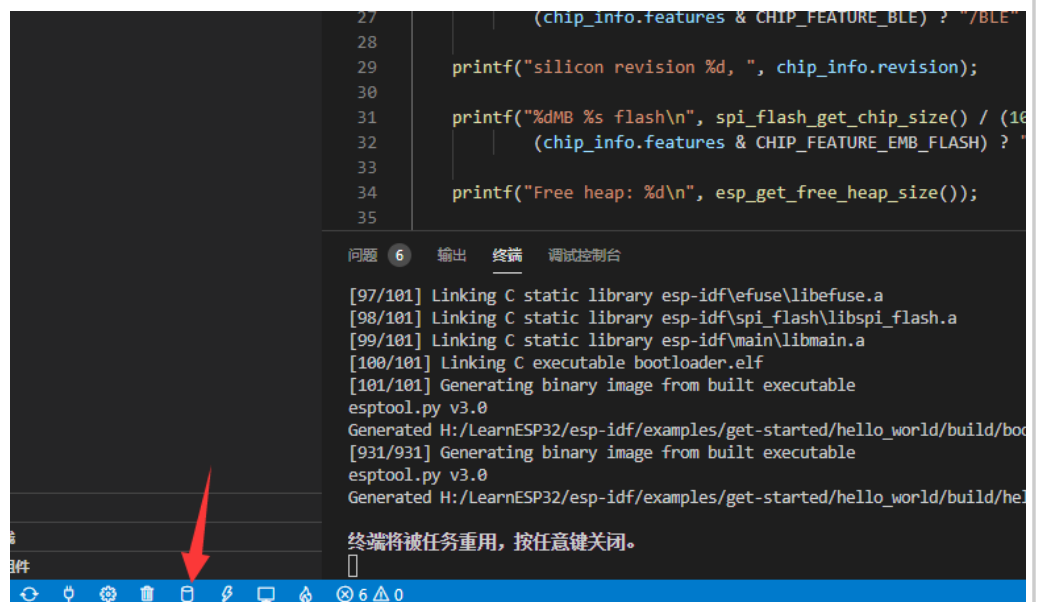 27 (chip_info.features & CHIP_FEATURE_BLE) ? "/BLE"
28
29 printf("silicon revision %d, ", chip_info.revision);
30
31 printf("%dMB %s flash\n", spi_flash_get_chip_size() / (10
32 (chip_info.features & CHIP_FEATURE_EMB_FLASH) ? "
33
34 printf("Free heap: %d\n", esp_get_free_heap_size());
35
问题 6 输出 终端 调试控制台
[97/101] Linking C static library esp-idf\efuse\libefuse.a
[98/101] Linking C static library esp-idf\spi_flash\libspi_flash.a
[99/101] Linking C static library esp-idf\main\libmain.a
[100/101] Linking C executable bootloader.elf
[101/101] Generating binary image from built executable
esptool.py v3.0
Generated H:/LearnESP32/esp-idf/examples/get-started/hello_world/build/boo
[931/931] Generating binary image from built executable
esptool.py v3.0
Generated H:/LearnESP32/esp-idf/examples/get-started/hello_world/build/hel
终端将被任务重用，按任意键关闭。
组件
6 0